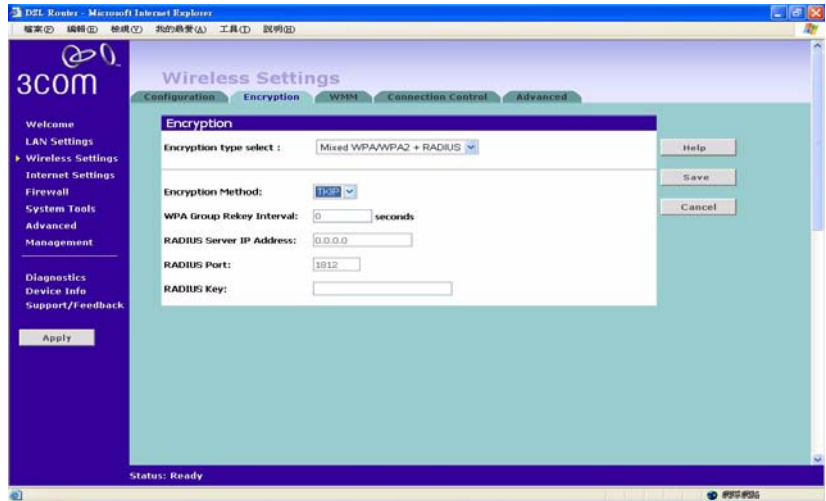 DSL Router - Microsoft Internet Explorer
檔案(F) 編輯(E) 檢視(V) 我的最愛(A) 工具(T) 說明(H)
3COM
Wireless Settings
Configuration Encryption WMM Connection Control Advanced
Welcome
LAN Settings
Wireless Settings
Internet Settings
Firewall
System Tools
Advanced
Management
Diagnostics
Device Info
Support/Feedback
Apply
Encryption
Encryption type select : Mixed WPA/WPA2 + RADIUS
Encryption Method: TKIP
WPA Group Rekey Interval: 0 seconds
RADIUS Server IP Address: 0.0.0.0
RADIUS Port: 1812
RADIUS Key:
Help
Save
Cancel
Status: Ready
網際網路